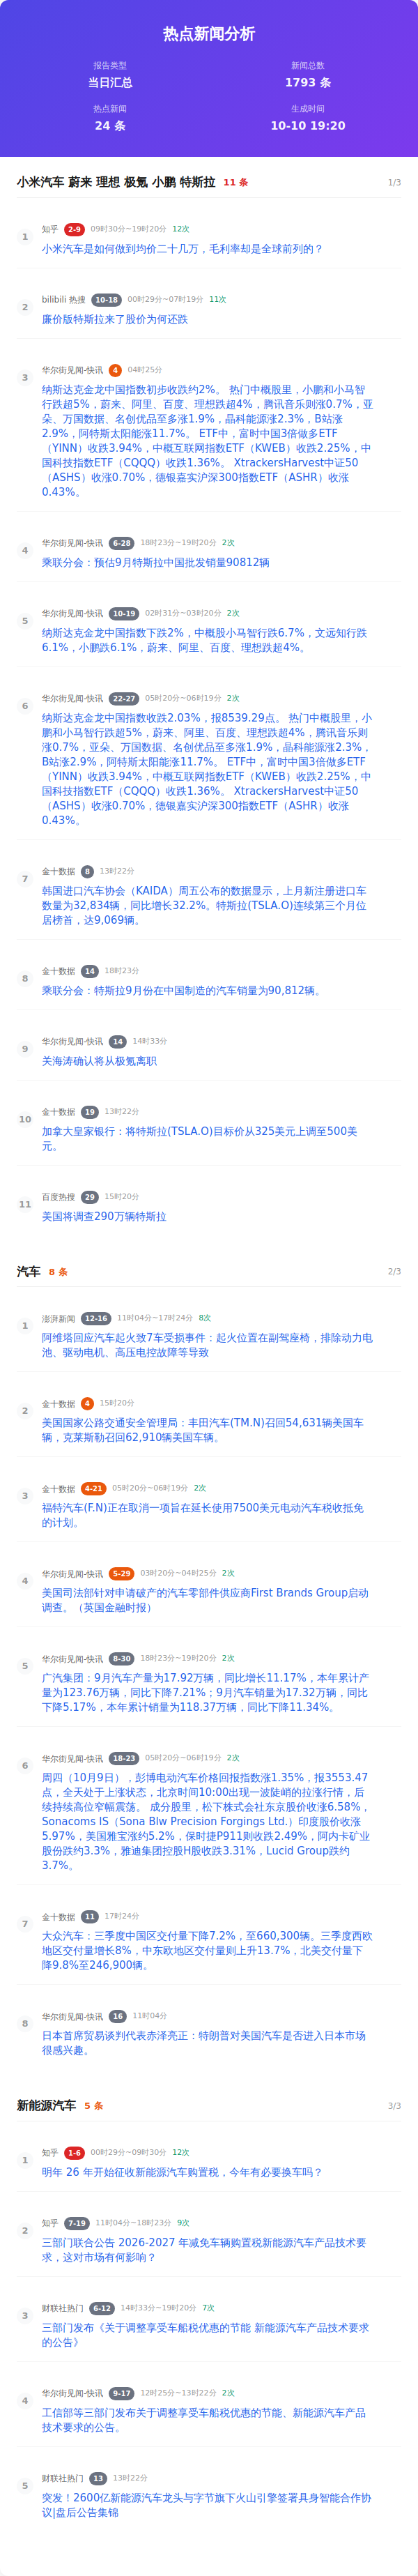 热点新闻分析
报告类型
新闻总数
当日汇总
1793 条
热点新闻
生成时间
24 条
10-10 19:20
小米汽车 蔚来 理想 极氪 小鹏 特斯拉 11 条 1/3
1
知乎 2-9 09时30分~19时20分 12次
小米汽车是如何做到均价二十几万，毛利率却是全球前列的？
2
bilibili 热搜 10-18 00时29分~07时19分 11次
廉价版特斯拉来了股价为何还跌
3
华尔街见闻-快讯 4 04时25分
纳斯达克金龙中国指数初步收跌约2%。 热门中概股里，小鹏和小马智
行跌超5%，蔚来、阿里、百度、理想跌超4%，腾讯音乐则涨0.7%，亚
朵、万国数据、名创优品至多涨1.9%，晶科能源涨2.3%，B站涨
2.9%，阿特斯太阳能涨11.7%。 ETF中，富时中国3倍做多ETF
（YINN）收跌3.94%，中概互联网指数ETF（KWEB）收跌2.25%，中
国科技指数ETF（CQQQ）收跌1.36%。 XtrackersHarvest中证50
（ASHS）收涨0.70%，德银嘉实沪深300指数ETF（ASHR）收涨
0.43%。
4
华尔街见闻-快讯 6-28 18时23分~19时20分 2次
乘联分会：预估9月特斯拉中国批发销量90812辆
5
华尔街见闻-快讯 10-19 02时31分~03时20分 2次
纳斯达克金龙中国指数下跌2%，中概股小马智行跌6.7%，文远知行跌
6.1%，小鹏跌6.1%，蔚来、阿里、百度、理想跌超4%。
6
华尔街见闻-快讯 22-27 05时20分~06时19分 2次
纳斯达克金龙中国指数收跌2.03%，报8539.29点。 热门中概股里，小
鹏和小马智行跌超5%，蔚来、阿里、百度、理想跌超4%，腾讯音乐则
涨0.7%，亚朵、万国数据、名创优品至多涨1.9%，晶科能源涨2.3%，
B站涨2.9%，阿特斯太阳能涨11.7%。 ETF中，富时中国3倍做多ETF
（YINN）收跌3.94%，中概互联网指数ETF（KWEB）收跌2.25%，中
国科技指数ETF（CQQQ）收跌1.36%。 XtrackersHarvest中证50
（ASHS）收涨0.70%，德银嘉实沪深300指数ETF（ASHR）收涨
0.43%。
7
金十数据 8 13时22分
韩国进口汽车协会（KAIDA）周五公布的数据显示，上月新注册进口车
数量为32,834辆，同比增长32.2%。特斯拉(TSLA.O)连续第三个月位
居榜首，达9,069辆。
8
金十数据 14 18时23分
乘联分会：特斯拉9月份在中国制造的汽车销量为90,812辆。
9
华尔街见闻-快讯 14 14时33分
关海涛确认将从极氪离职
10
金十数据 19 13时22分
加拿大皇家银行：将特斯拉(TSLA.O)目标价从325美元上调至500美
元。
11
百度热搜 29 15时20分
美国将调查290万辆特斯拉
汽车 8 条 2/3
1
澎湃新闻 12-16 11时04分~17时24分 8次
阿维塔回应汽车起火致7车受损事件：起火位置在副驾座椅，排除动力电
池、驱动电机、高压电控故障等导致
2
金十数据 4 15时20分
美国国家公路交通安全管理局：丰田汽车(TM.N)召回54,631辆美国车
辆，克莱斯勒召回62,910辆美国车辆。
3
金十数据 4-21 05时20分~06时19分 2次
福特汽车(F.N)正在取消一项旨在延长使用7500美元电动汽车税收抵免
的计划。
4
华尔街见闻-快讯 5-29 03时20分~04时25分 2次
美国司法部针对申请破产的汽车零部件供应商First Brands Group启动
调查。（英国金融时报）
5
华尔街见闻-快讯 8-30 18时23分~19时20分 2次
广汽集团：9月汽车产量为17.92万辆，同比增长11.17%，本年累计产
量为123.76万辆，同比下降7.21%；9月汽车销量为17.32万辆，同比
下降5.17%，本年累计销量为118.37万辆，同比下降11.34%。
6
华尔街见闻-快讯 18-23 05时20分~06时19分 2次
周四（10月9日），彭博电动汽车价格回报指数涨1.35%，报3553.47
点，全天处于上涨状态，北京时间10:00出现一波陡峭的拉涨行情，后
续持续高位窄幅震荡。 成分股里，松下株式会社东京股价收涨6.58%，
Sonacoms IS（Sona Blw Precision Forgings Ltd.）印度股价收涨
5.97%，美国雅宝涨约5.2%，保时捷P911则收跌2.49%，阿内卡矿业
股份跌约3.3%，雅迪集团控股H股收跌3.31%，Lucid Group跌约
3.7%。
7
金十数据 11 17时24分
大众汽车：三季度中国区交付量下降7.2%，至660,300辆。三季度西欧
地区交付量增长8%，中东欧地区交付量则上升13.7%，北美交付量下
降9.8%至246,900辆。
8
华尔街见闻-快讯 16 11时04分
日本首席贸易谈判代表赤泽亮正：特朗普对美国汽车是否进入日本市场
很感兴趣。
新能源汽车 5 条 3/3
1
知乎 1-6 00时29分~09时30分 12次
明年 26 年开始征收新能源汽车购置税，今年有必要换车吗？
2
知乎 7-19 11时04分~18时23分 9次
三部门联合公告 2026-2027 年减免车辆购置税新能源汽车产品技术要
求，这对市场有何影响？
3
财联社热门 6-12 14时33分~19时20分 7次
三部门发布《关于调整享受车船税优惠的节能 新能源汽车产品技术要求
的公告》
4
华尔街见闻-快讯 9-17 12时25分~13时22分 2次
工信部等三部门发布关于调整享受车船税优惠的节能、新能源汽车产品
技术要求的公告。
5
财联社热门 13 13时22分
突发！2600亿新能源汽车龙头与字节旗下火山引擎签署具身智能合作协
议|盘后公告集锦